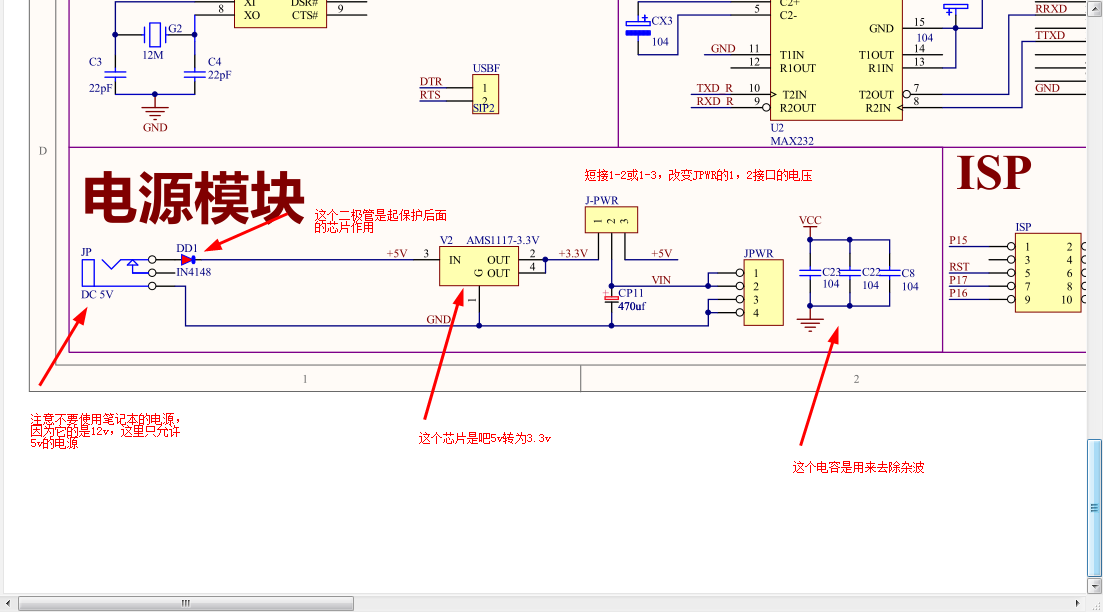 XI
DSR#
8
XO
CTS#
9
G2
12M
C3
22pF
C4
22pF
GND
USBF
DTR
RTS
1
2
SIP2
C2+
5
C2-
CX3
104
GND
11
T1IN
12
R1OUT
TXD R
10
T2IN
RXD R
9
R2OUT
GND
15
104
T1OUT
14
R1IN
13
T2OUT
7
R2IN
8
U2
MAX232
RRXD
TTXD
GND
D
电源模块
这个二极管是起保护后面
的芯片作用
短接1-2或1-3，改变JPWR的1，2接口的电压
ISP
JP
DC 5V
DD1
IN4148
+5V
3
V2
AMS1117-3.3V
IN
OUT
OUT
G
2
4
1
GND
+3.3V
J-PWR
1
2
3
+5V
VIN
+
CP11
470uf
JPWR
1
2
3
4
VCC
C23
104
C22
104
C8
104
ISP
P15
RST
P17
P16
1 2
3 4
5 6
7 8
9 10
1
2
注意不要使用笔记本的电源，
因为它的是12v，这里只允许
5v的电源
这个芯片是吧5v转为3.3v
这个电容是用来去除杂波